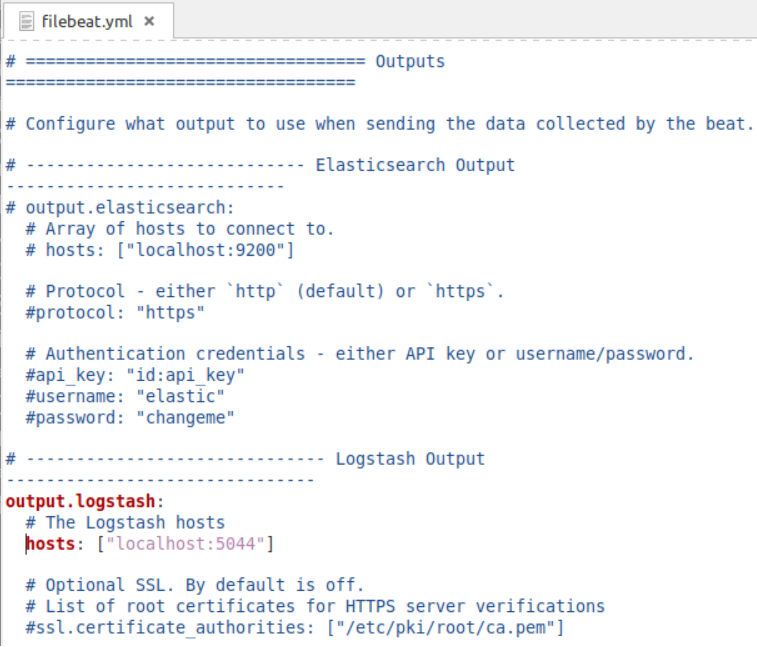 filebeat.yml ×
# ================================== Outputs
===================================
# Configure what output to use when sending the data collected by the beat.
# ---------------------------- Elasticsearch Output
----------------------------
# output.elasticsearch:
# Array of hosts to connect to.
# hosts: ["localhost:9200"]
# Protocol - either `http` (default) or `https`.
#protocol: "https"
# Authentication credentials - either API key or username/password.
#api_key: "id:api_key"
#username: "elastic"
#password: "changeme"
# ------------------------------ Logstash Output
-------------------------------
output.logstash:
# The Logstash hosts
hosts: ["localhost:5044"]
# Optional SSL. By default is off.
# List of root certificates for HTTPS server verifications
#ssl.certificate_authorities: ["/etc/pki/root/ca.pem"]